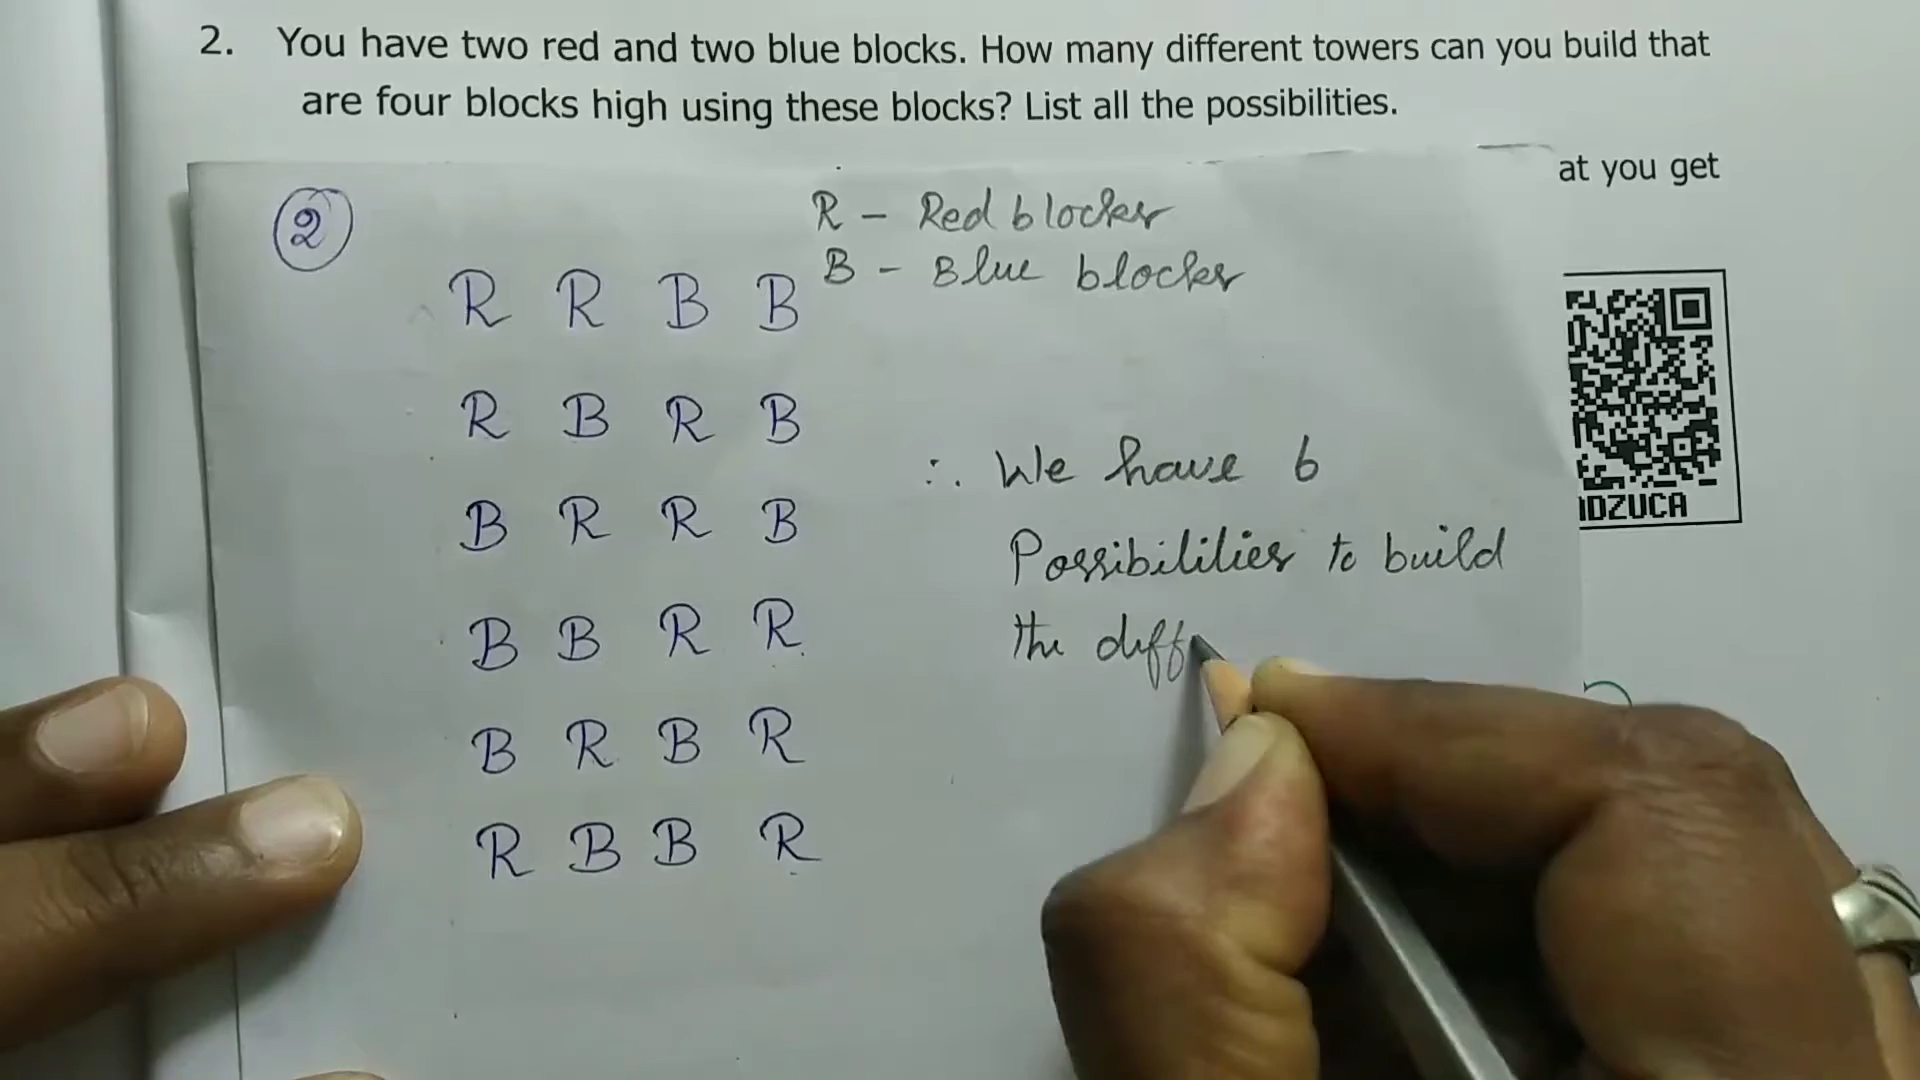 2. You have two red and two blue blocks. How many different towers can you build that
are four blocks high using these blocks? List all the possibilities.
at you get
2
R - Red blocks
B - Blue blocks
R R B B
R B R B
B R R B
B B R R
B R B R
R B B R
∴ We have 6
Possibilities to build
the diff
DZUCA